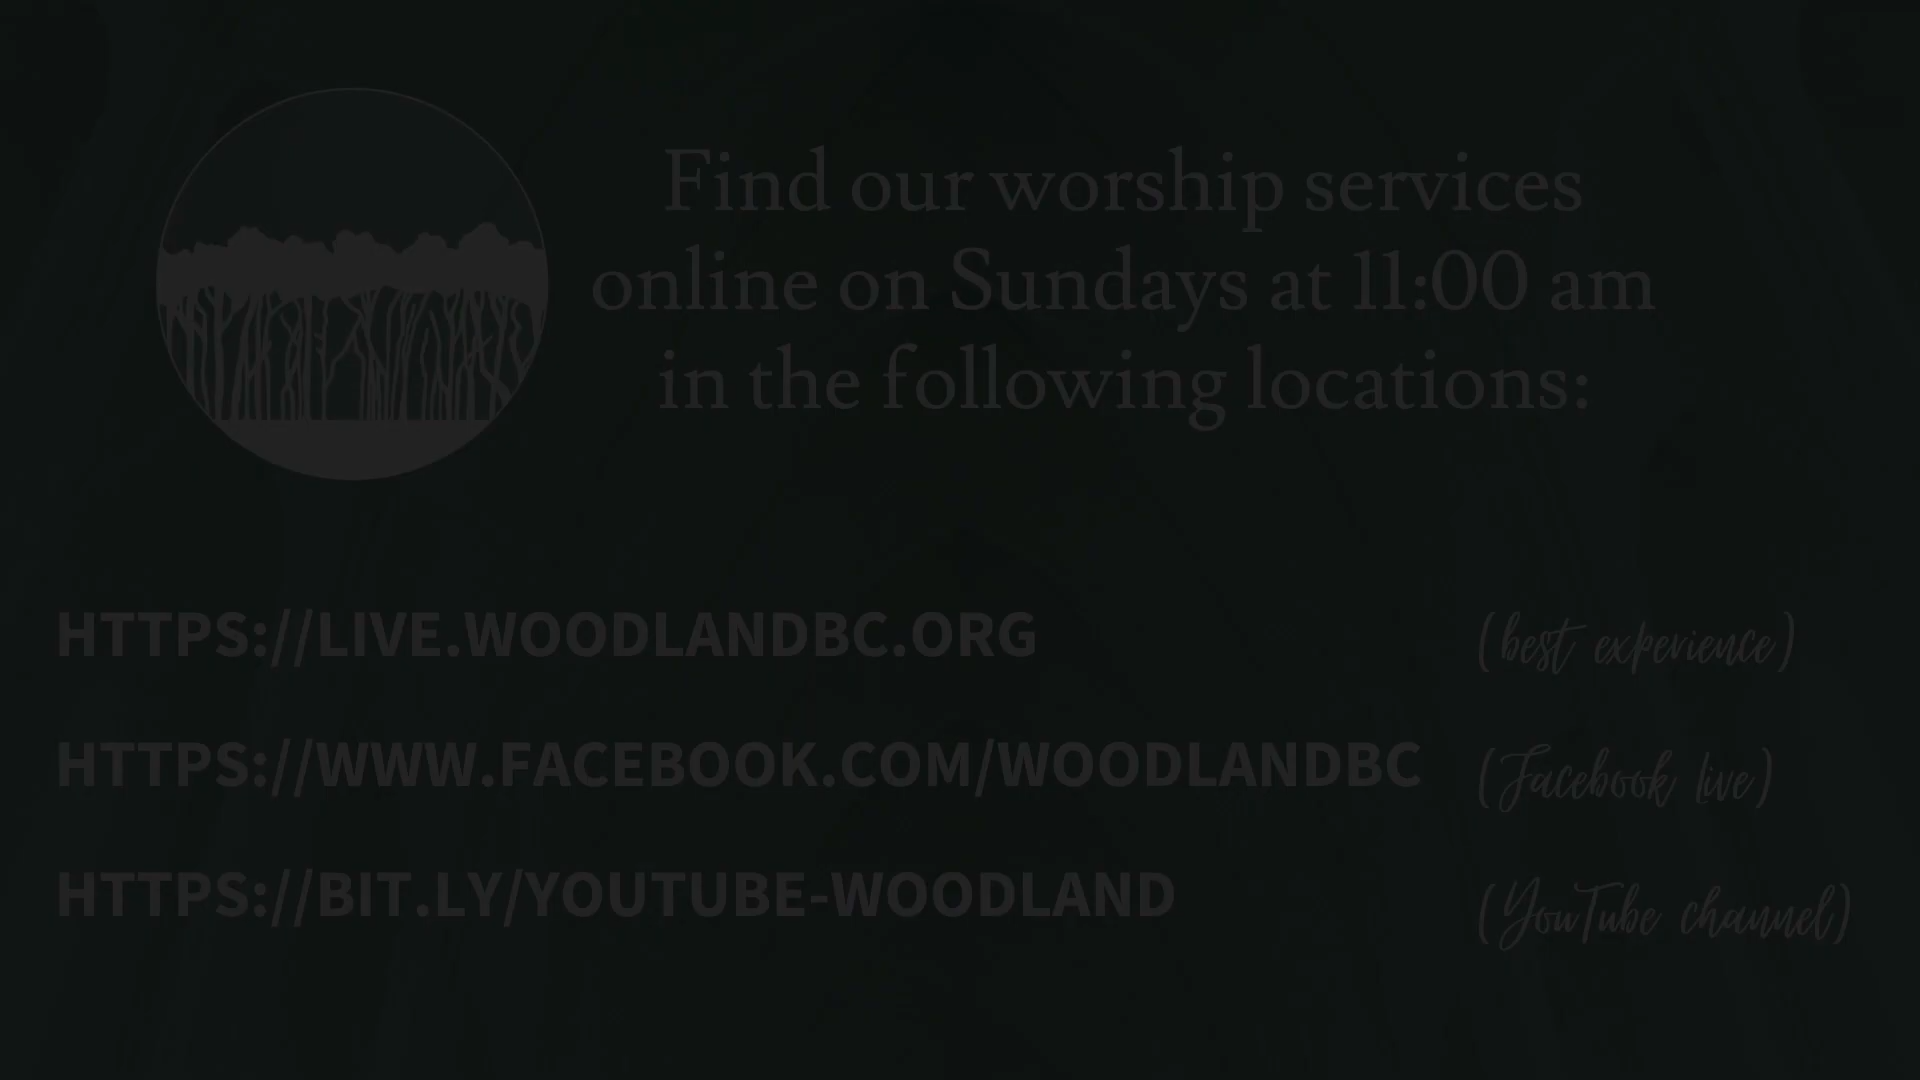 Find our worship services
online on Sundays at 11:00 am
in the following locations:
HTTPS://LIVE.WOODLANDBC.ORG (best experience)
HTTPS://WWW.FACEBOOK.COM/WOODLANDBC (Facebook live)
HTTPS://BIT.LY/YOUTUBE-WOODLAND (YouTube channel)